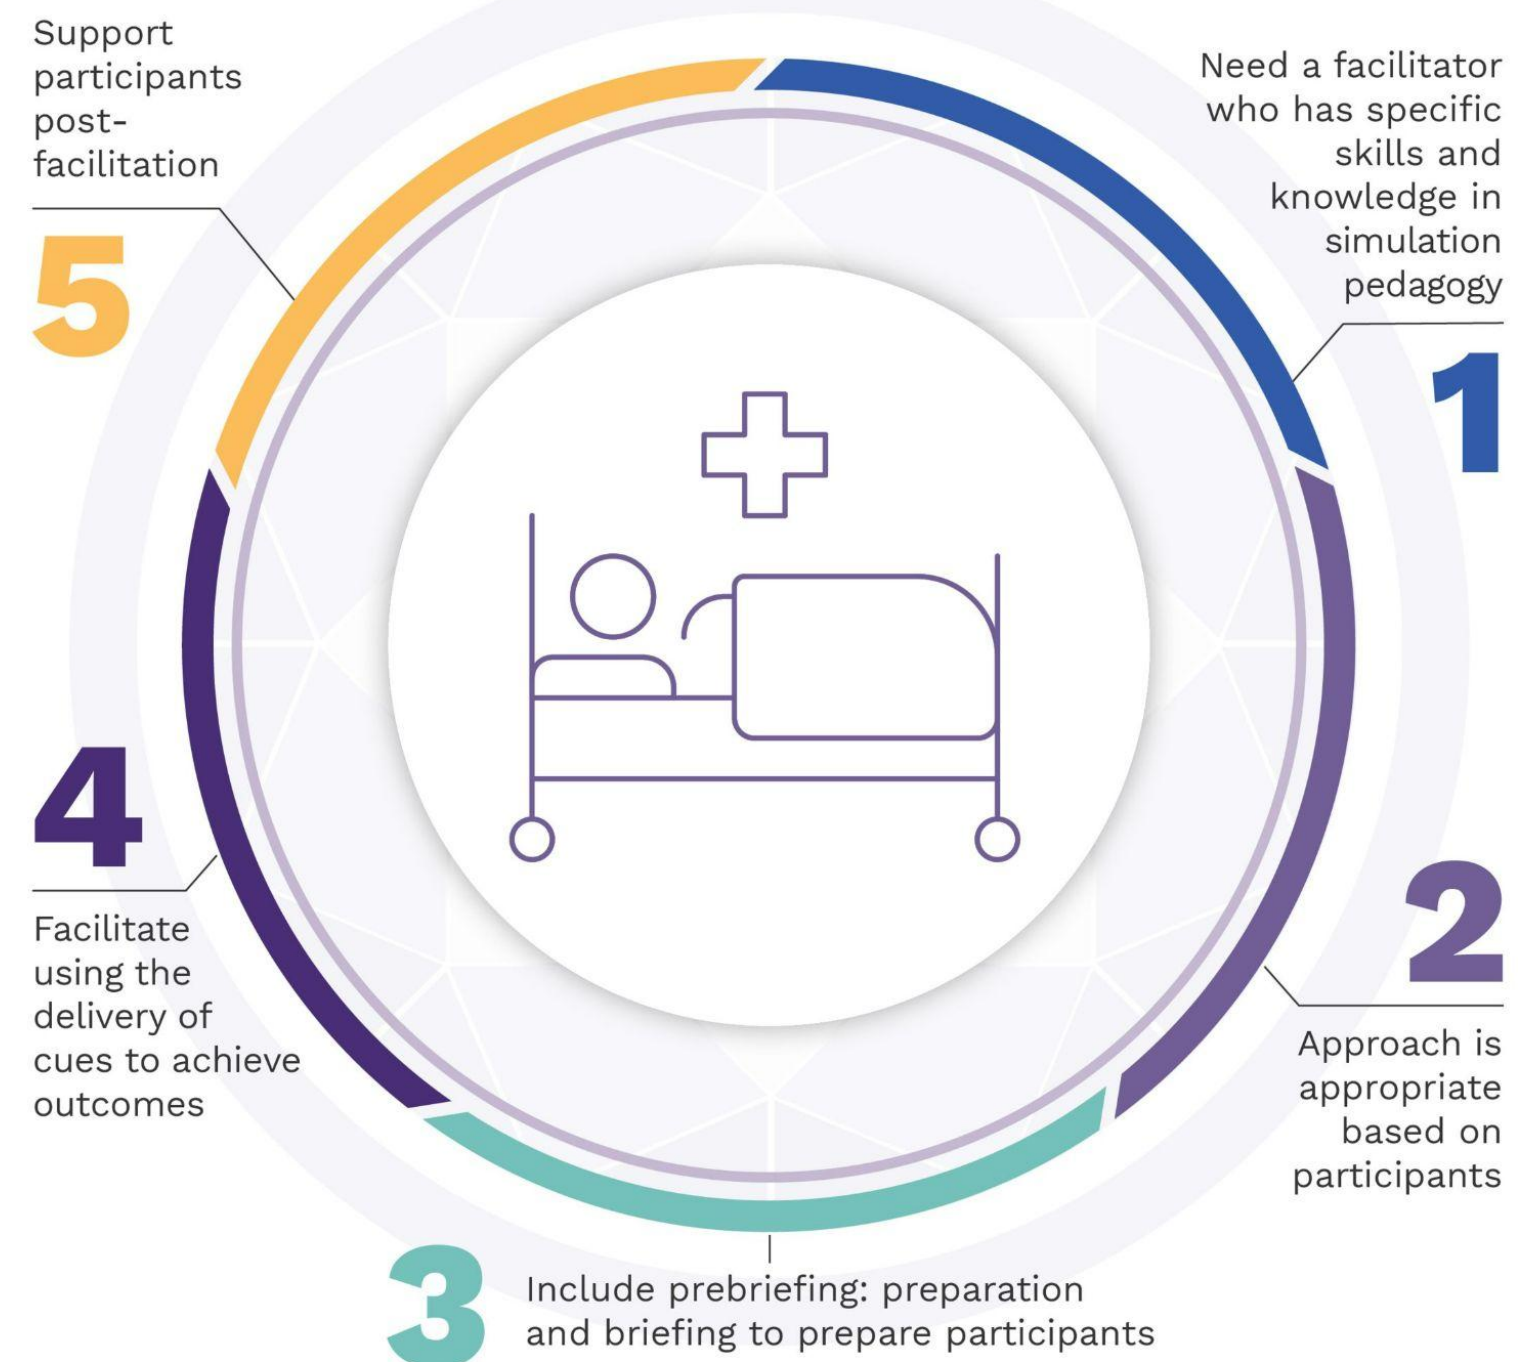 Need a facilitator
who has specific
skills and
knowledge in
simulation
pedagogy
1
2
Approach is
appropriate
based on
participants
3
Include prebriefing: preparation
and briefing to prepare participants
4
Facilitate
using the
delivery of
cues to achieve
outcomes
Support
participants
post-
facilitation
5